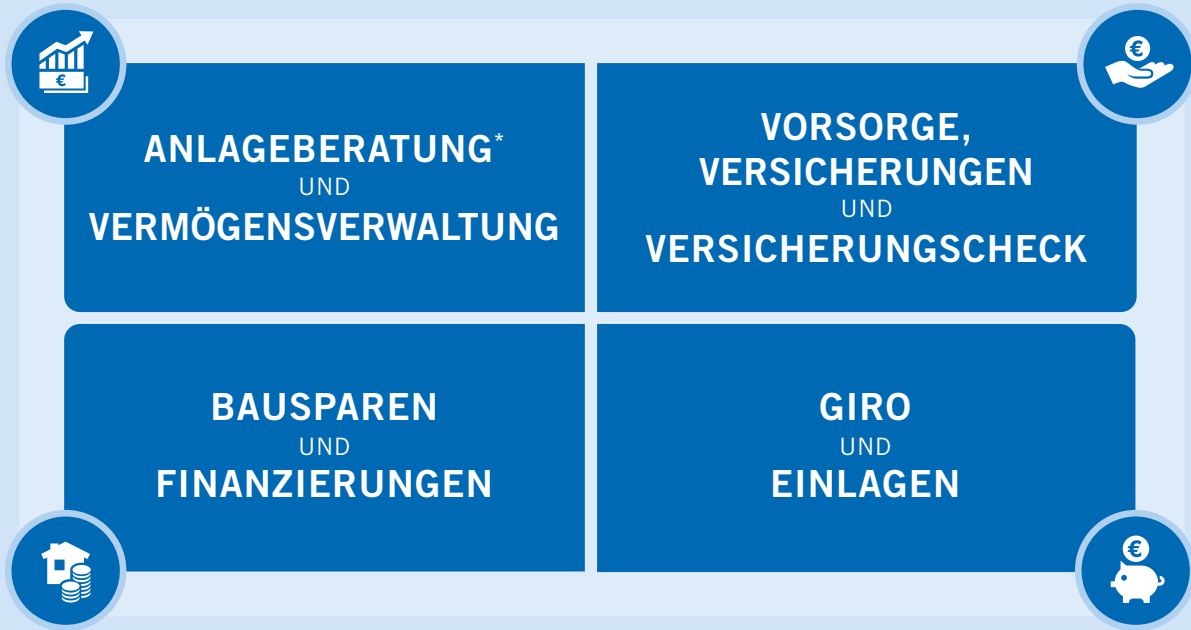 €
€
ANLAGEBERATUNG*
UND
VERMÖGENSVERWALTUNG
VORSORGE,
VERSICHERUNGEN
UND
VERSICHERUNGSCHECK
BAUSPAREN
UND
FINANZIERUNGEN
GIRO
UND
EINLAGEN
€